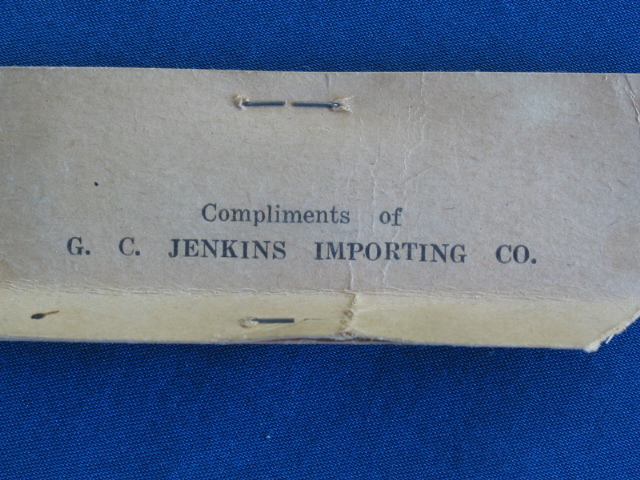 Compliments of
G. C. JENKINS IMPORTING CO.